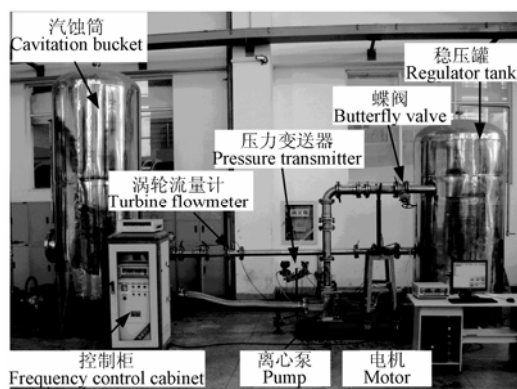 汽蚀筒
Cavitation bucket
稳压罐
Regulator tank
蝶阀
Butterfly valve
压力变送器
Pressure transmitter
涡轮流量计
Turbine flowmeter
控制柜
Frequency control cabinet
离心泵
Pump
电机
Motor